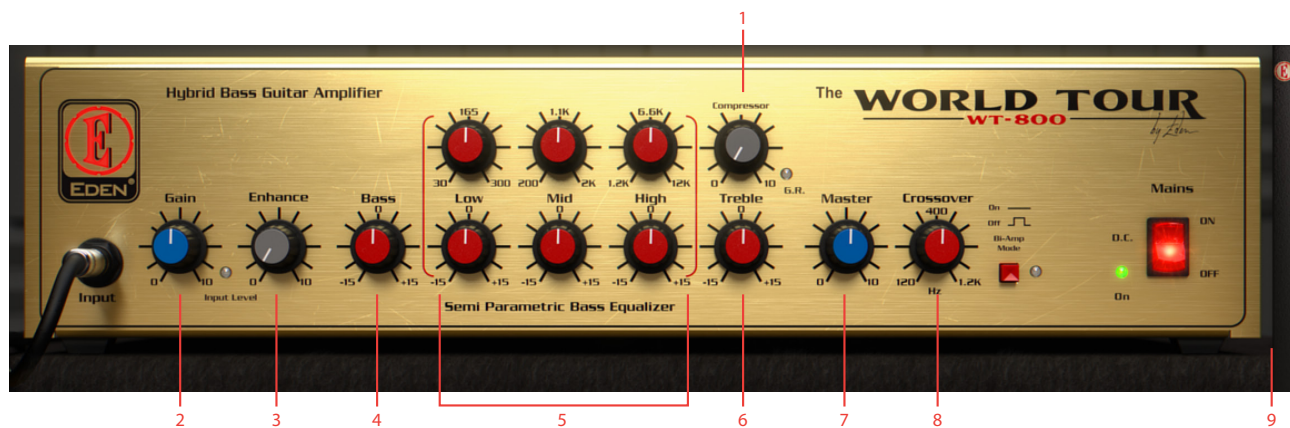 1
Hybrid Bass Guitar Amplifier
The WORLD TOUR
WT-800
by Eden
E
EDEN®
165 1.1K 6.6K Compressor
30 300 200 2K 1.2K 12K 0 10
G.R.
Gain Enhance Bass Low Mid High Treble Master Crossover Mains
0 0 0 0 0 400
On
Off
Bi-Amp
Mode
ON
D.C.
OFF
On
Input
0 10 0 10 -15 +15 -15 +15 -15 +15 -15 +15 -15 +15 0 10 120 1.2K
Hz
Input Level
Semi Parametric Bass Equalizer
E
2 3 4 5 6 7 8 9